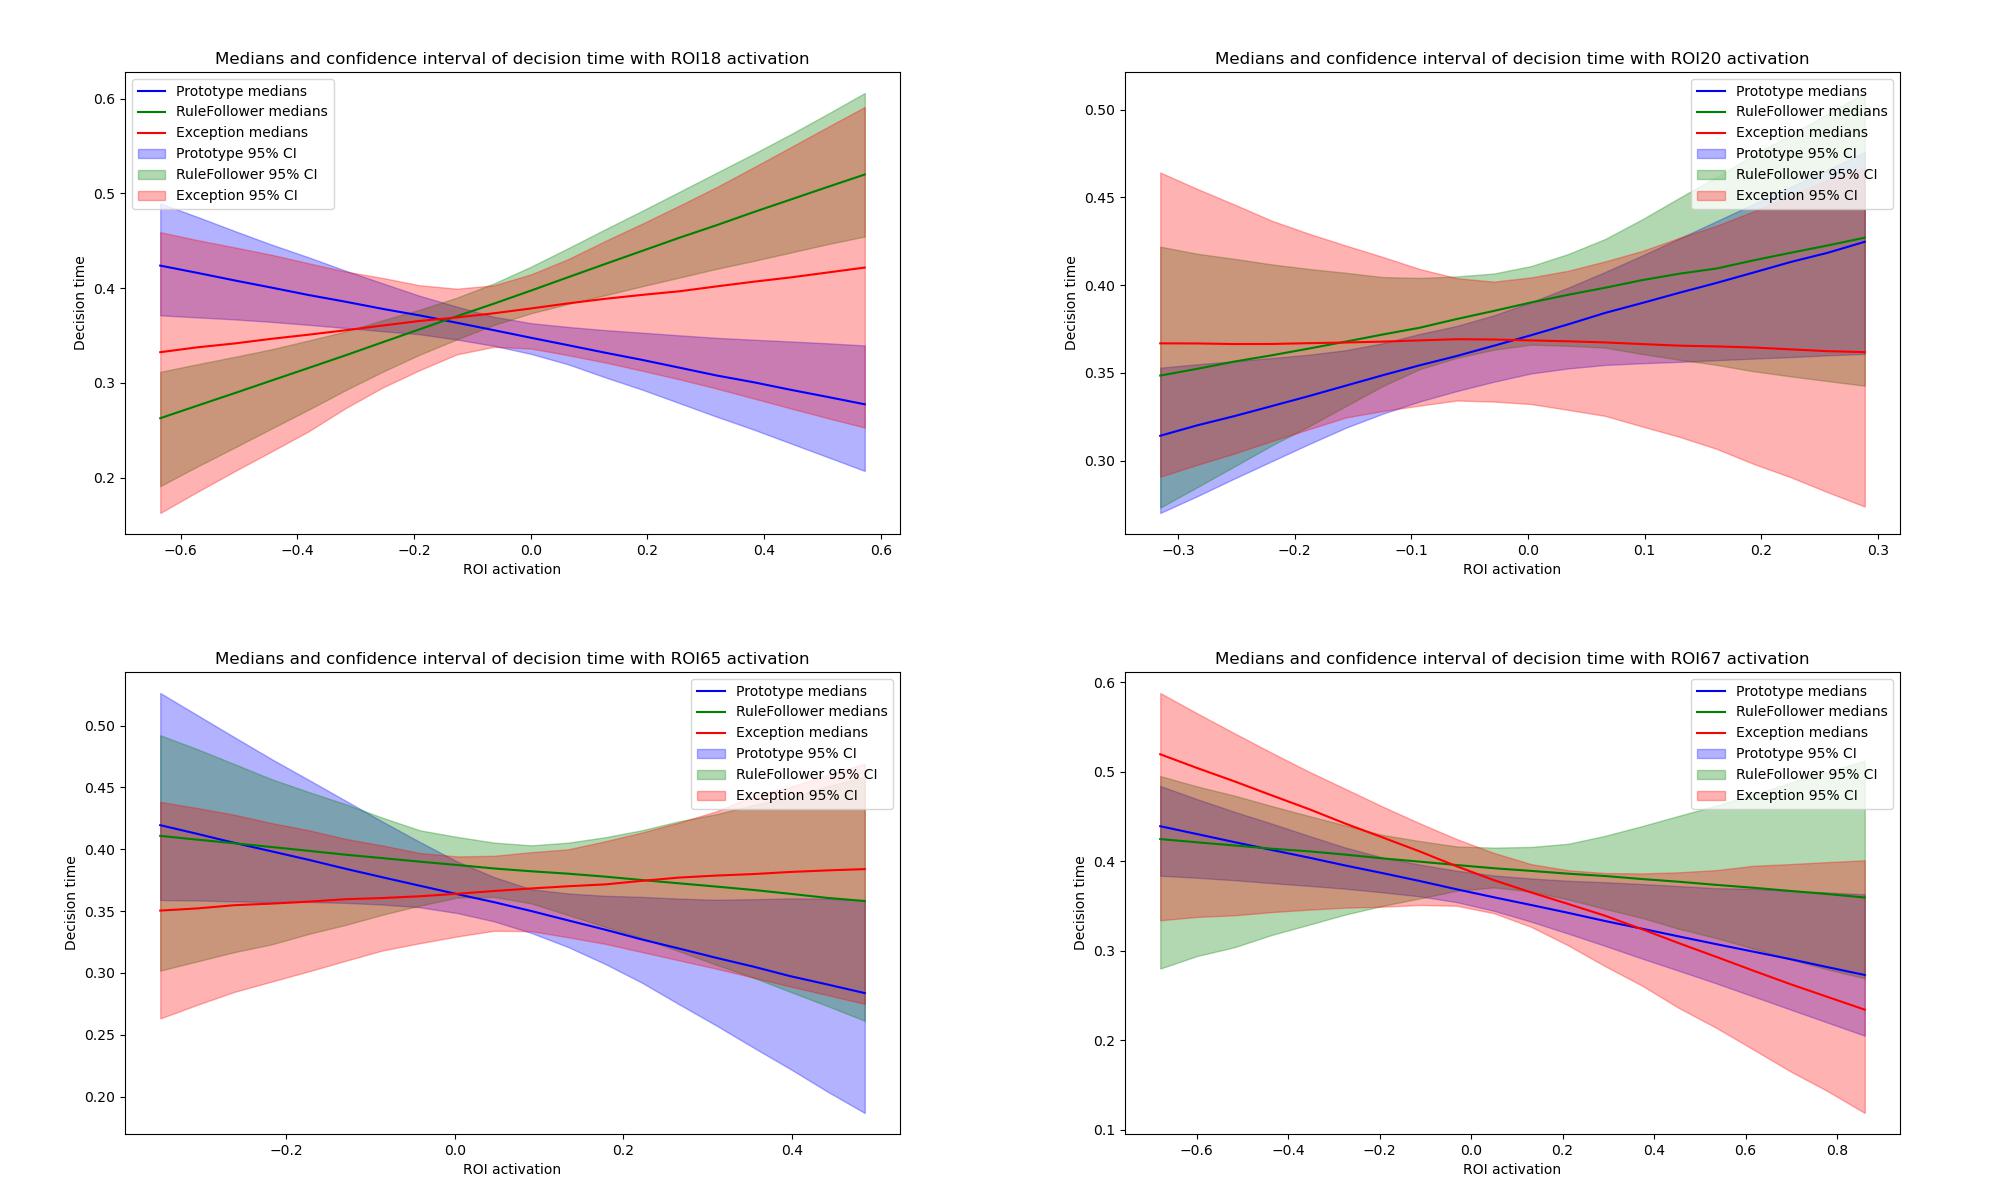 Medians and confidence interval of decision time with ROI18 activation
Prototype medians
RuleFollower medians
Exception medians
Prototype 95% CI
RuleFollower 95% CI
Exception 95% CI
Decision time
0.6
0.5
0.4
0.3
0.2
−0.6 −0.4 −0.2 0.0 0.2 0.4 0.6
ROI activation
Medians and confidence interval of decision time with ROI20 activation
Prototype medians
RuleFollower medians
Exception medians
Prototype 95% CI
RuleFollower 95% CI
Exception 95% CI
Decision time
0.50
0.45
0.40
0.35
0.30
−0.3 −0.2 −0.1 0.0 0.1 0.2 0.3
ROI activation
Medians and confidence interval of decision time with ROI65 activation
Prototype medians
RuleFollower medians
Exception medians
Prototype 95% CI
RuleFollower 95% CI
Exception 95% CI
Decision time
0.50
0.45
0.40
0.35
0.30
0.25
0.20
−0.2 0.0 0.2 0.4
ROI activation
Medians and confidence interval of decision time with ROI67 activation
Prototype medians
RuleFollower medians
Exception medians
Prototype 95% CI
RuleFollower 95% CI
Exception 95% CI
Decision time
0.6
0.5
0.4
0.3
0.2
0.1
−0.6 −0.4 −0.2 0.0 0.2 0.4 0.6 0.8
ROI activation